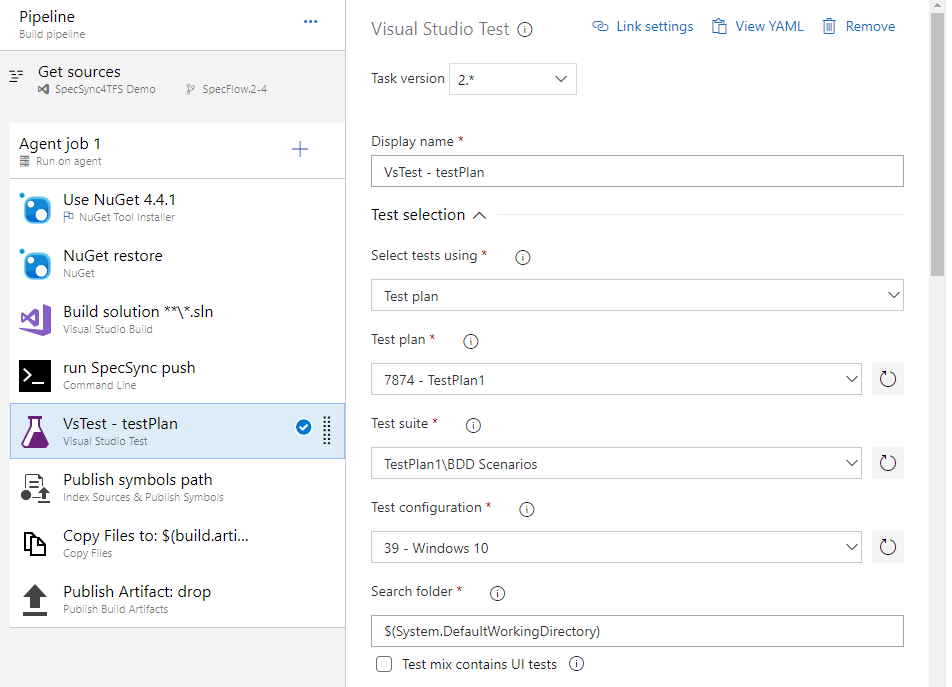 Pipeline
Build pipeline
Get sources
SpecSync4TFS Demo
SpecFlow.2-4
Agent job 1
Run on agent
Use NuGet 4.4.1
NuGet Tool Installer
NuGet restore
NuGet
Build solution **\*.sln
Visual Studio Build
run SpecSync push
Command Line
VsTest - testPlan
Visual Studio Test
Publish symbols path
Index Sources & Publish Symbols
Copy Files to: $(build.arti...
Copy Files
Publish Artifact: drop
Publish Build Artifacts
Visual Studio Test
Link settings
View YAML
Remove
Task version
2.*
Display name *
VsTest - testPlan
Test selection
Select tests using *
Test plan
Test plan *
7874 - TestPlan1
Test suite *
TestPlan1\BDD Scenarios
Test configuration *
39 - Windows 10
Search folder *
$(System.DefaultWorkingDirectory)
Test mix contains UI tests